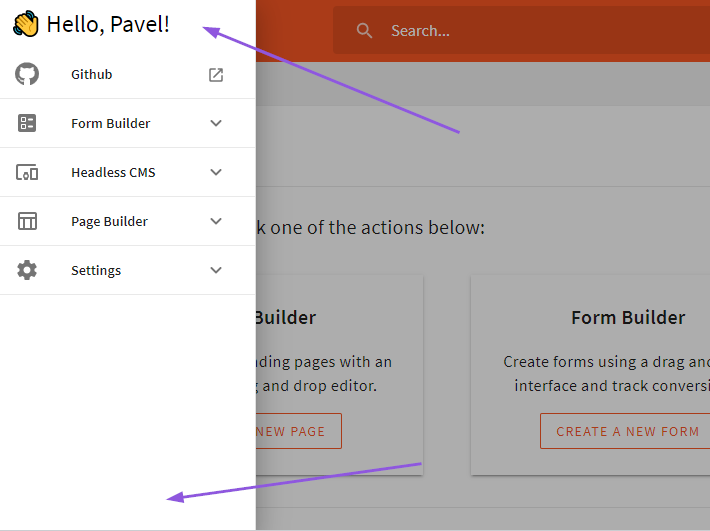 Hello, Pavel!
Search...
Github
Form Builder
Headless CMS
Page Builder
Settings
k one of the actions below:
Builder
nding pages with an
g and drop editor.
NEW PAGE
Form Builder
Create forms using a drag and
interface and track conversi
CREATE A NEW FORM